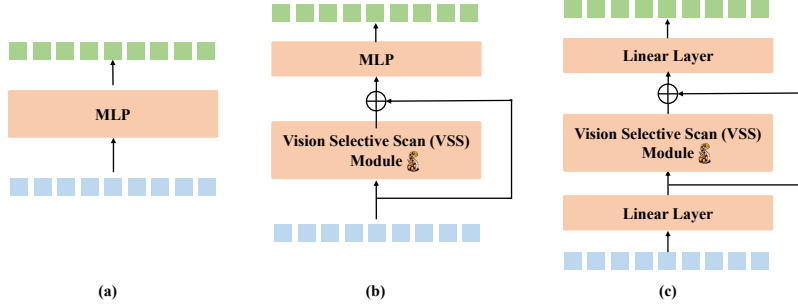 MLP
(a)
MLP
Vision Selective Scan (VSS)
Module
(b)
Linear Layer
Vision Selective Scan (VSS)
Module
Linear Layer
(c)